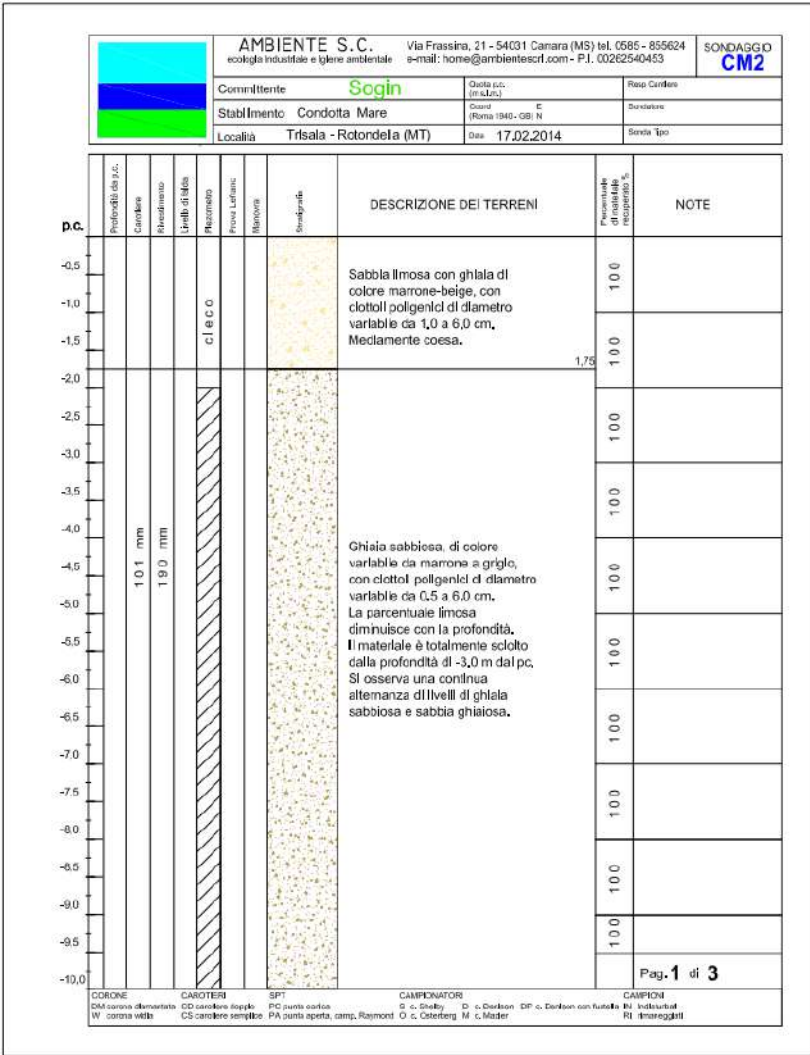 AMBIENTE S.C.
ecologia industriale e igiene ambientale
Via Frassina, 21 - 54031 Carrara (MS) tel. 0585 - 855624
e-mail: home@ambientescrl.com - P.I. 00262540453
SONDAGGIO
CM2
Committente Sogin
Quota p.c.
(m s.l.m.)
Resp. Cantiere
Stabilimento Condotta Mare
Coord E
(Roma 1940 - GB) N
Sondatore
Località Trisaia - Rotondella (MT)
Data 17.02.2014
Sonda Tipo
p.c.
Profondità da p.c.
Carotiere
Rivestimento
Livello di falda
Piezometro
Prova Lefranc
Manovra
Stratigrafia
DESCRIZIONE DEI TERRENI
Percentuale
di materiale
recuperato %
NOTE
-0,5
-1,0
-1,5
-2,0
-2,5
-3,0
-3,5
-4,0
-4,5
-5,0
-5,5
-6,0
-6,5
-7,0
-7,5
-8,0
-8,5
-9,0
-9,5
-10,0
101 mm
190 mm
cieco
Sabbia limosa con ghiaia di
colore marrone-beige, con
ciottoli poligenici di diametro
variabile da 1,0 a 6,0 cm.
Mediamente coesa.
1,75
Ghiaia sabbiosa, di colore
variabile da marrone a grigio,
con ciottoli poligenici di diametro
variabile da 0.5 a 6.0 cm.
La parcentuale limosa
diminuisce con la profondità.
Il materiale è totalmente sciolto
dalla profondità di -3.0 m dal pc.
Si osserva una continua
alternanza di livelli di ghiaia
sabbiosa e sabbia ghiaiosa.
100
100
100
100
100
100
100
100
100
100
Pag. 1 di 3
CORONE
DM corona diamantata
W corona widia
CAROTIERI
CD carotiere doppio
CS carotiere semplice
SPT
PC punta conica
PA punta aperta, camp. Raymond
CAMPIONATORI
S c. Shelby D c. Denison DP c. Denison con fustella
O c. Osterberg M c. Mazier
CAMPIONI
IN indisturbati
RI rimaneggiati